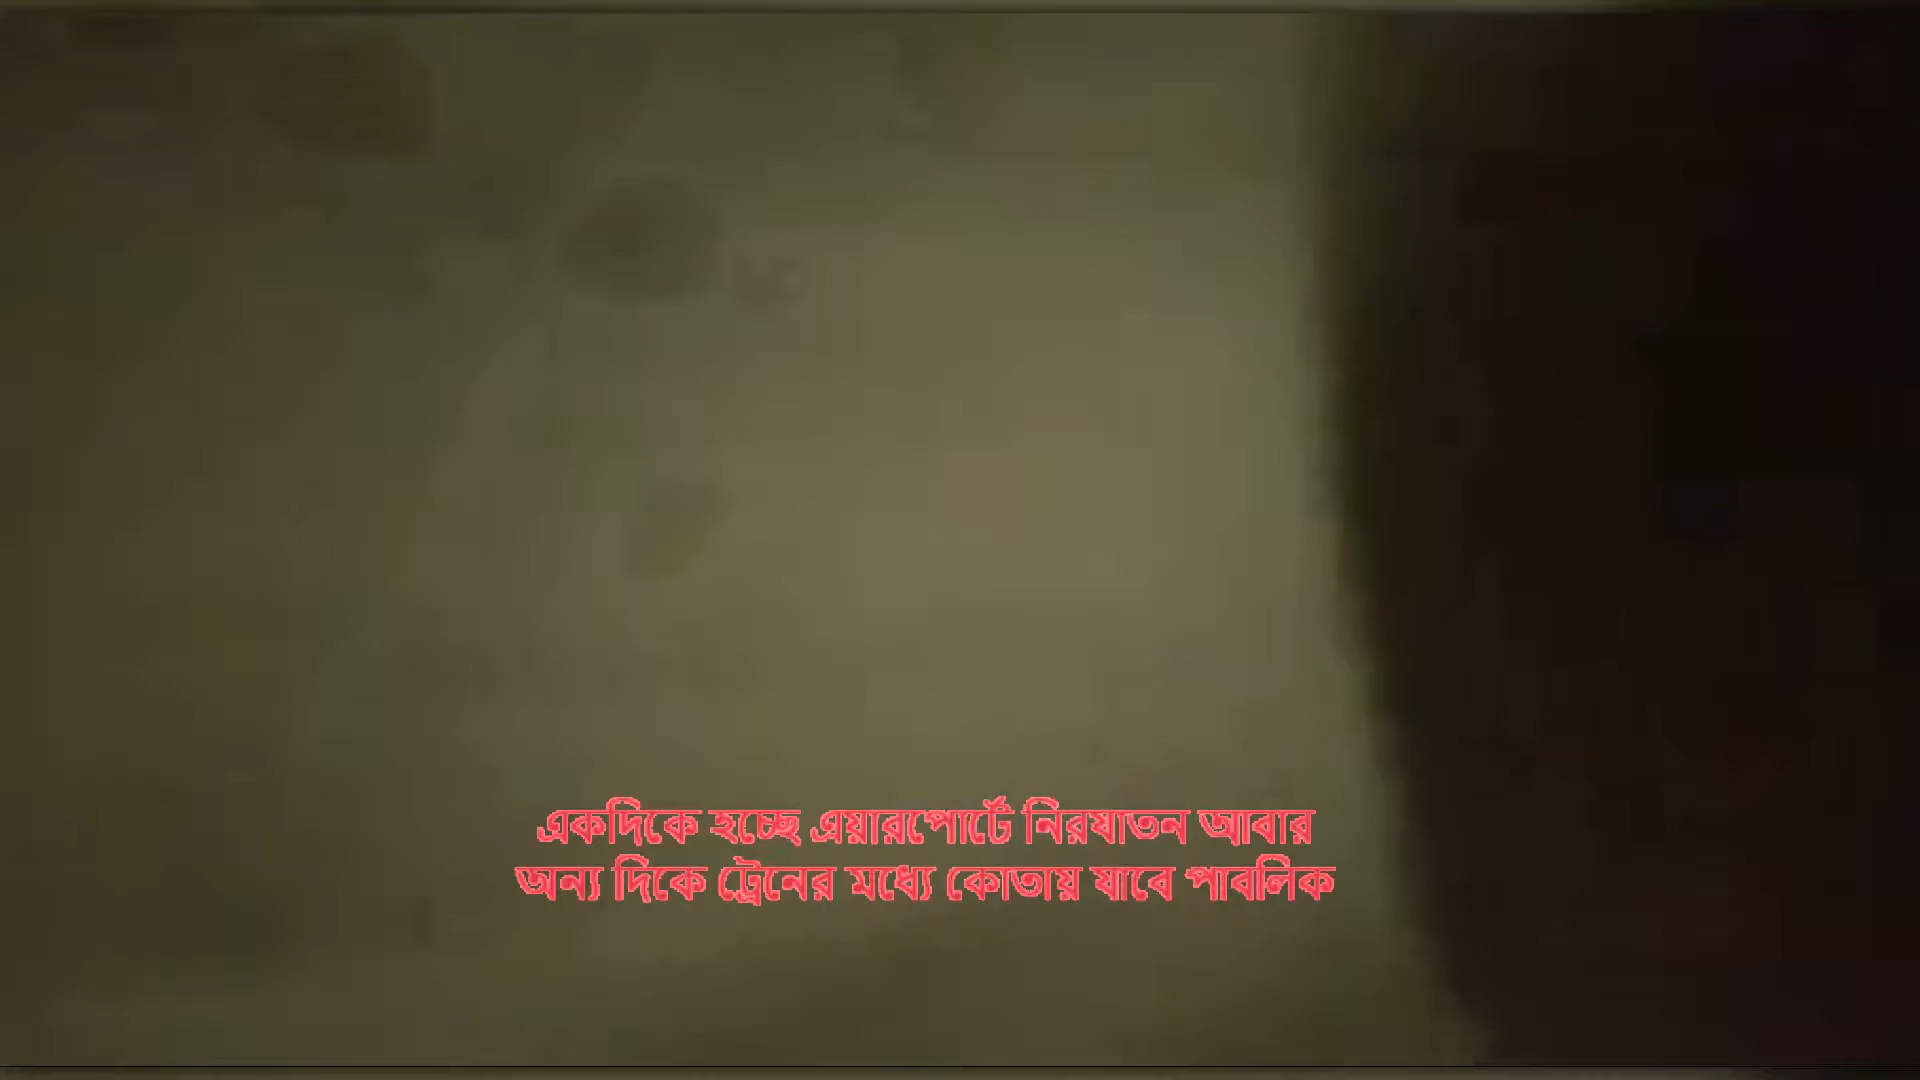 একদিকে হচ্ছে এয়ারপোর্টে নিরযাতন আবার
অন্য দিকে ট্রেনের মধ্যে কোতায় যাবে পাবলিক